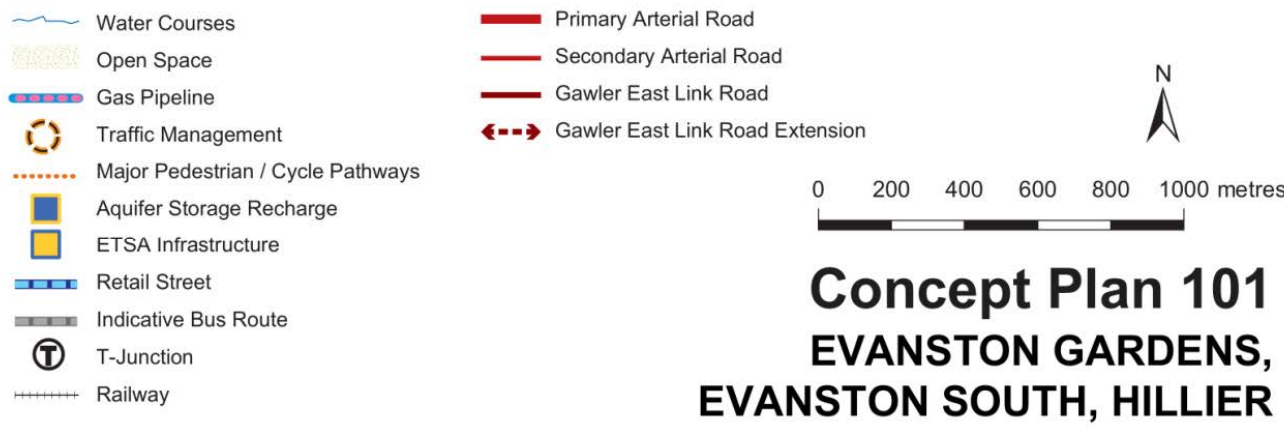 Water Courses
Open Space
Gas Pipeline
Traffic Management
Major Pedestrian / Cycle Pathways
Aquifer Storage Recharge
ETSA Infrastructure
Retail Street
Indicative Bus Route
T
T-Junction
Railway
Primary Arterial Road
Secondary Arterial Road
Gawler East Link Road
Gawler East Link Road Extension
N
0 200 400 600 800 1000 metres
Concept Plan 101
EVANSTON GARDENS,
EVANSTON SOUTH, HILLIER